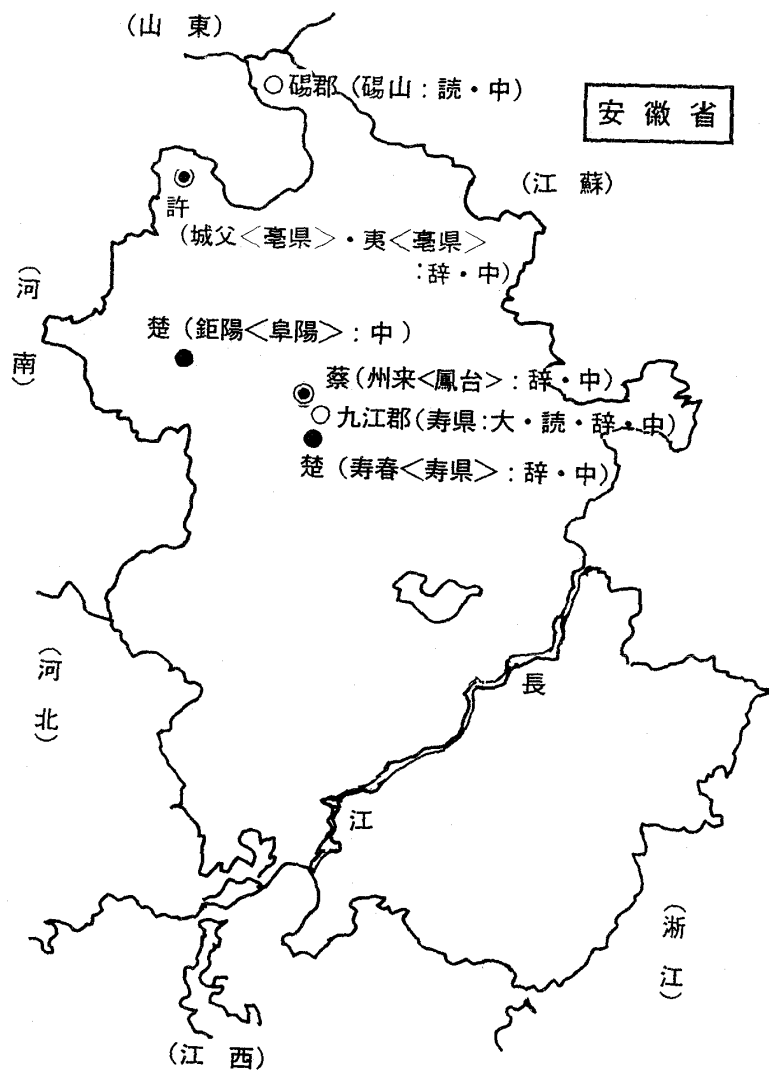 (山東)
○碭郡(碭山:読・中)
安徽省
(江蘇)
許
(城父<亳県>・夷<亳県>
:辞・中)
(河南)
楚(鉅陽<阜陽>:中)
蔡(州来<鳳台>:辞・中)
○九江郡(寿県:大・読・辞・中)
楚(寿春<寿県>:辞・中)
長
(河北)
江
(浙江)
(江西)